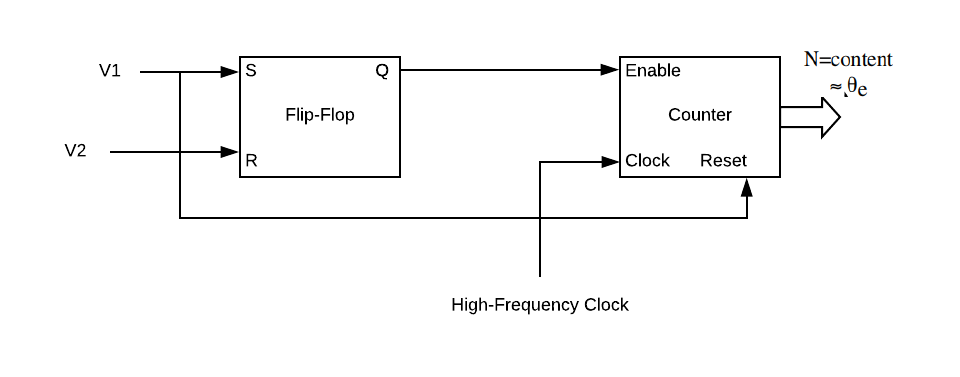 V1
S
Q
Flip-Flop
R
V2
Enable
Counter
Clock
Reset
N=content
≈ θe
High-Frequency Clock